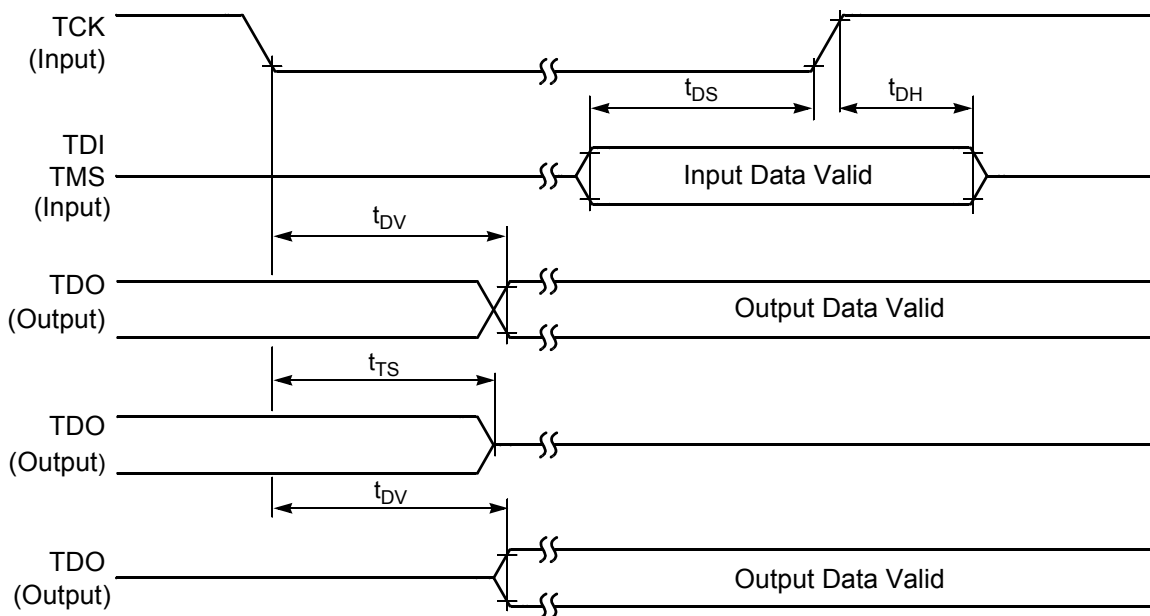 TCK
(Input)
tDS
tDH
TDI
TMS
(Input)
Input Data Valid
tDV
TDO
(Output)
Output Data Valid
tTS
TDO
(Output)
tDV
TDO
(Output)
Output Data Valid